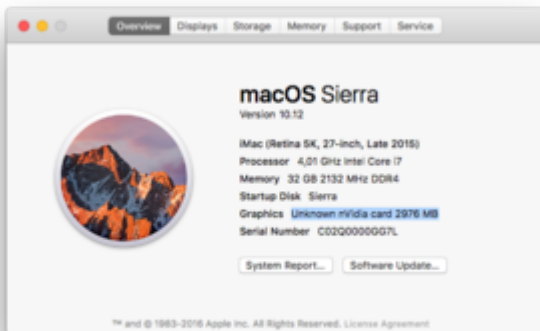 Overview Displays Storage Memory Support Service
macOS Sierra
Version 10.12
iMac (Retina 5K, 27-inch, Late 2015)
Processor 4,01 GHz Intel Core i7
Memory 32 GB 2132 MHz DDR4
Startup Disk Sierra
Graphics Unknown nVidia card 2976 MB
Serial Number C02Q0000GG7L
System Report... Software Update...
™ and © 1983-2016 Apple Inc. All Rights Reserved. License Agreement